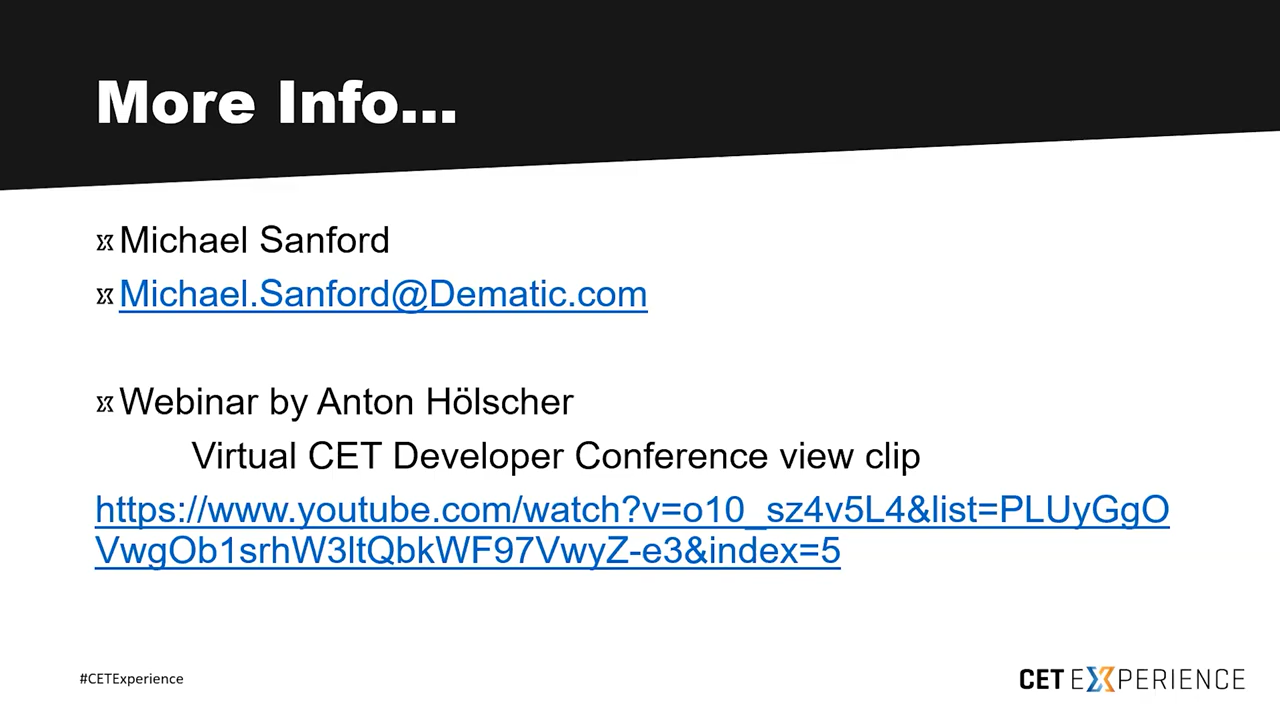 More Info...
Michael Sanford
Michael.Sanford@Dematic.com
Webinar by Anton Hölscher
Virtual CET Developer Conference view clip
https://www.youtube.com/watch?v=o10_sz4v5L4&list=PLUyGgO
VwgOb1srhW3ltQbkWF97VwyZ-e3&index=5
#CETExperience
CET EXPERIENCE